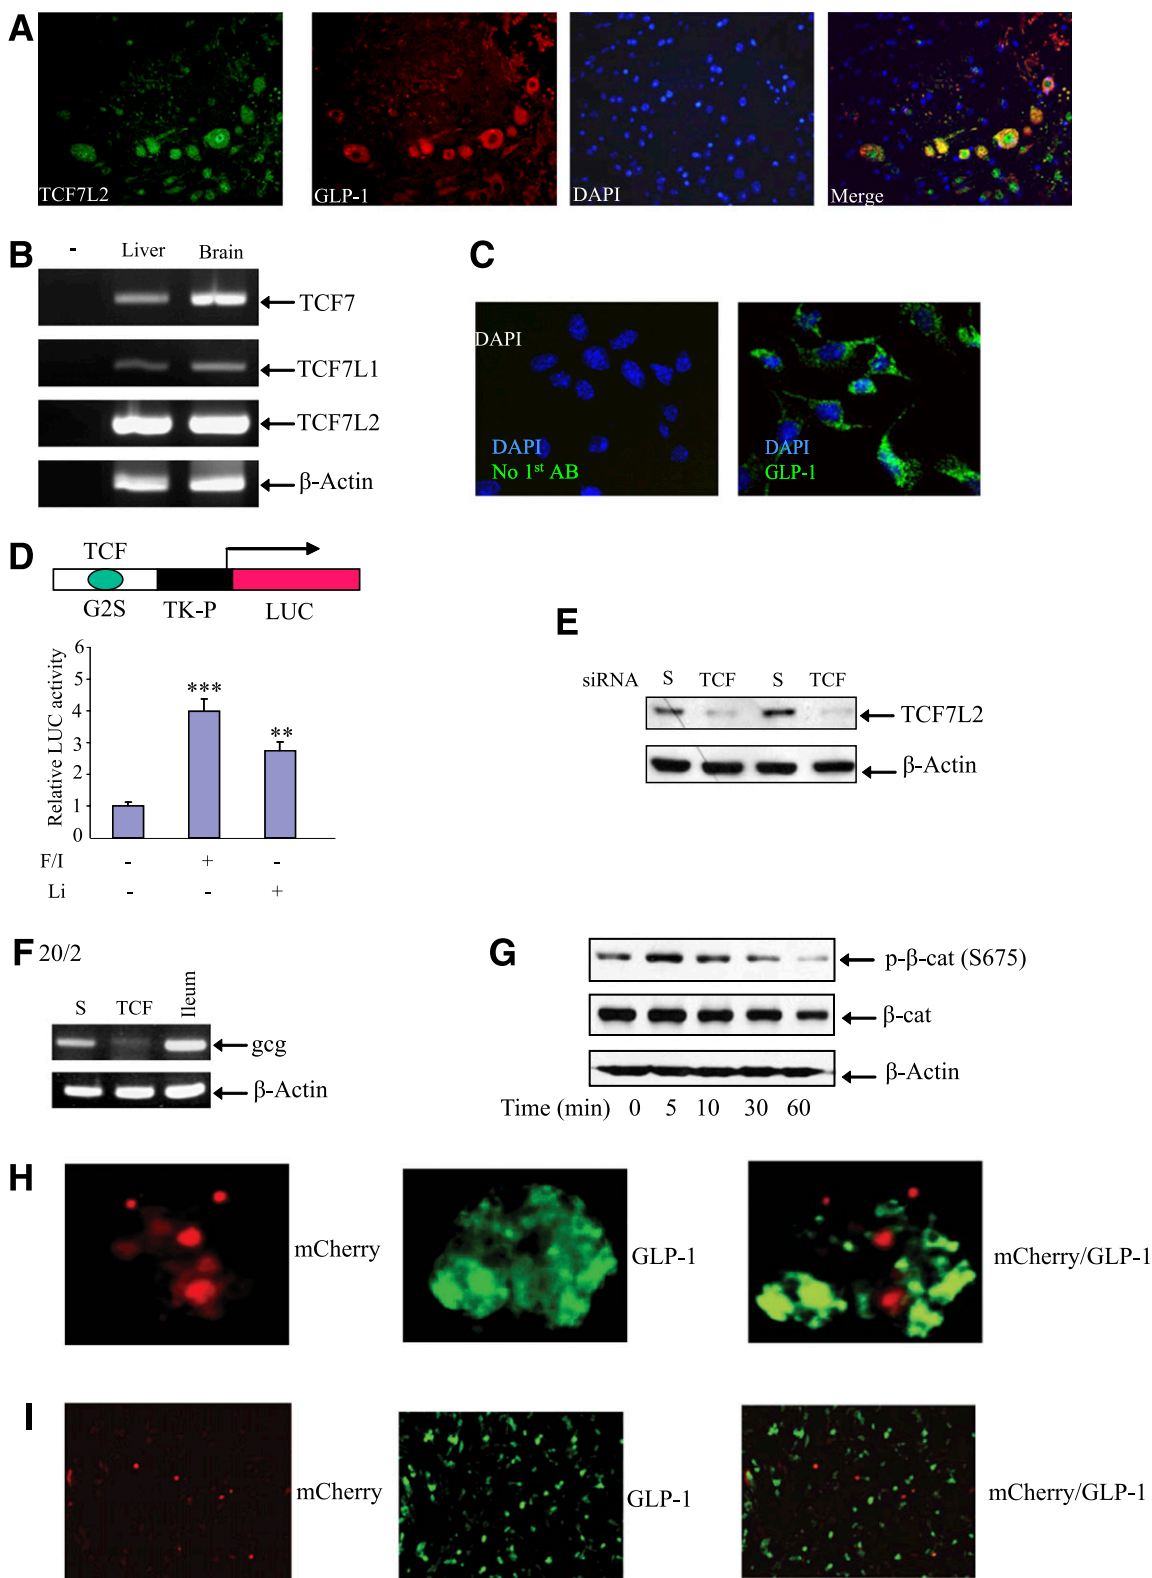 A
TCF7L2
GLP-1
DAPI
Merge
B
- Liver Brain
TCF7
TCF7L1
TCF7L2
β-Actin
C
DAPI
DAPI
No 1st AB
DAPI
GLP-1
D
TCF
G2S TK-P LUC
Relative LUC activity
6
5
4
3
2
1
0
***
**
F/I - + -
Li - - +
E
siRNA S TCF S TCF
TCF7L2
β-Actin
F 20/2
S TCF Ileum
gcg
β-Actin
G
p-β-cat (S675)
β-cat
β-Actin
Time (min) 0 5 10 30 60
H
mCherry
GLP-1
mCherry/GLP-1
I
mCherry
GLP-1
mCherry/GLP-1